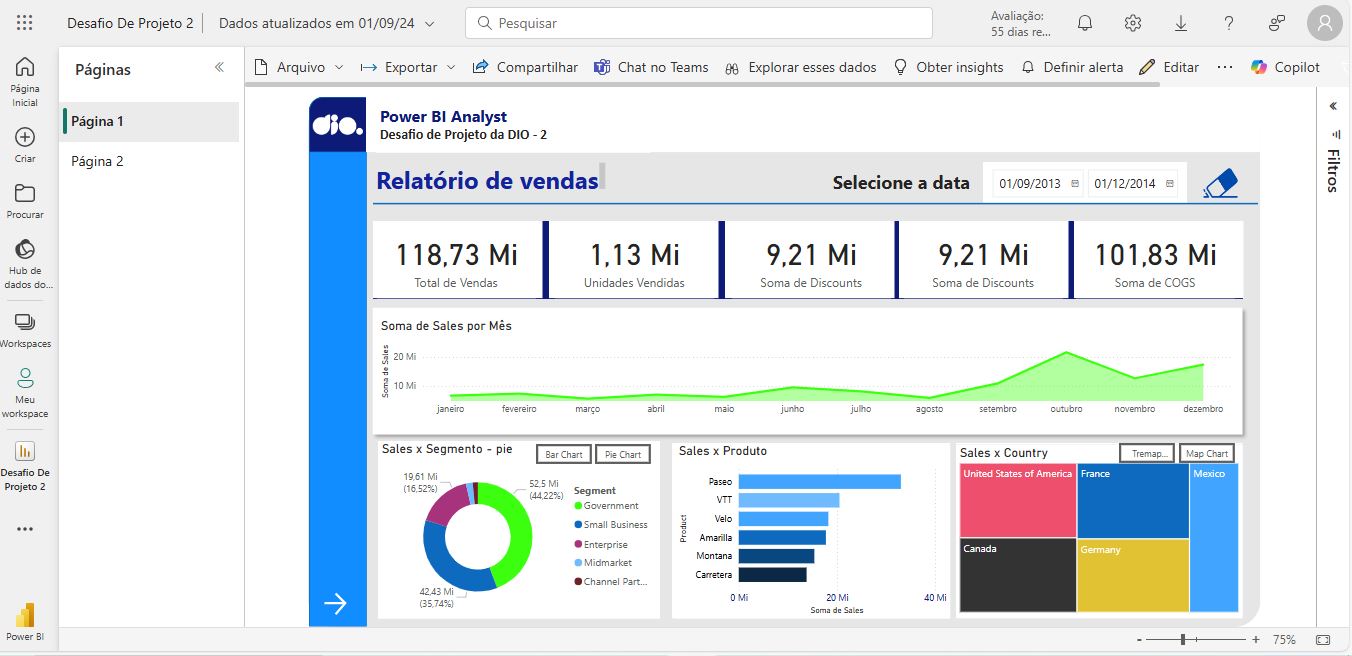 Desafio De Projeto 2
Dados atualizados em 01/09/24
Pesquisar
Avaliação:
55 dias re...
Página
Inicial
Criar
Procurar
Hub de
dados do...
Workspaces
Meu
workspace
Desafio De
Projeto 2
Power BI
Páginas
Página 1
Página 2
Arquivo
Exportar
Compartilhar
Chat no Teams
Explorar esses dados
Obter insights
Definir alerta
Editar
Copilot
Filtros
dio.
Power BI Analyst
Desafio de Projeto da DIO - 2
Relatório de vendas
Selecione a data
01/09/2013
01/12/2014
118,73 Mi
Total de Vendas
1,13 Mi
Unidades Vendidas
9,21 Mi
Soma de Discounts
9,21 Mi
Soma de Discounts
101,83 Mi
Soma de COGS
Soma de Sales por Mês
Soma de Sales
20 Mi
10 Mi
janeiro
fevereiro
março
abril
maio
junho
julho
agosto
setembro
outubro
novembro
dezembro
Sales x Segmento - pie
Bar Chart
Pie Chart
19,61 Mi
(16,52%)
52,5 Mi
(44,22%)
42,43 Mi
(35,74%)
Segment
Government
Small Business
Enterprise
Midmarket
Channel Part...
Sales x Produto
Product
Paseo
VTT
Velo
Amarilla
Montana
Carretera
0 Mi
20 Mi
40 Mi
Soma de Sales
Sales x Country
Tremap...
Map Chart
United States of America
France
Mexico
Canada
Germany
75%